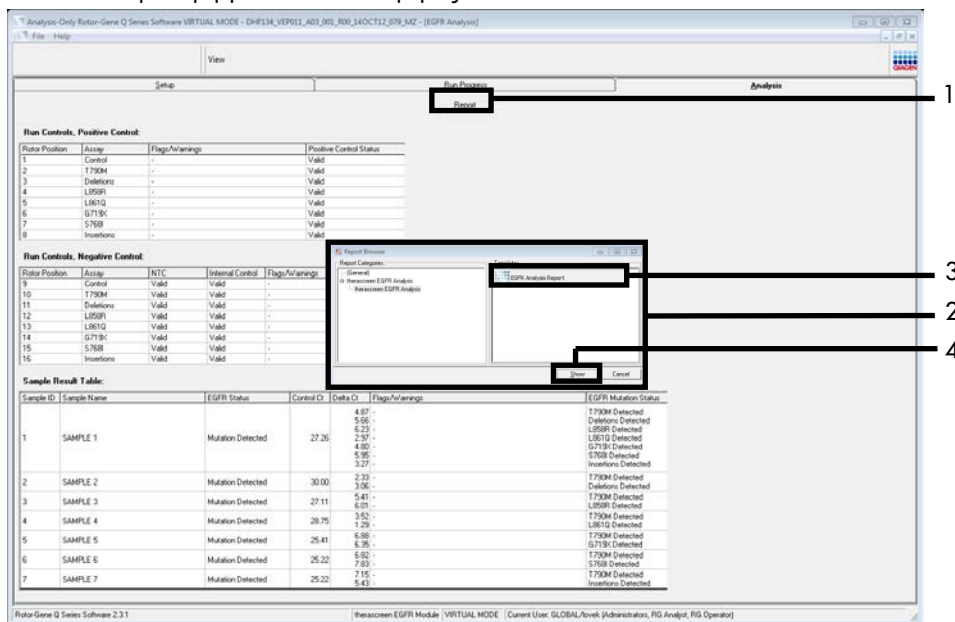 Analysis-Only Rotor-Gene Q Series Software VIRTUAL MODE - DHF134_VEP011_A03_001_R00_14OCT12_079_MZ - [EGFR Analysis]
File Help
View
QIAGEN
Setup Run Progress Analysis
Report 1
Run Controls, Positive Control:
Rotor Position Assay Flags/Warnings Positive Control Status
1 Control - Valid
2 T790M - Valid
3 Deletions - Valid
4 L858R - Valid
5 L861Q - Valid
6 G719X - Valid
7 S768I - Valid
8 Insertions - Valid
Run Controls, Negative Control:
Rotor Position Assay NTC Internal Control Flags/Warnings
9 Control Valid Valid -
10 T790M Valid Valid -
11 Deletions Valid Valid -
12 L858R Valid Valid -
13 L861Q Valid Valid -
14 G719X Valid Valid -
15 S768I Valid Valid -
16 Insertions Valid Valid -
Report Browser
Report Categories Templates
(General)
therascreen EGFR Analysis
therascreen EGFR Analysis
EGFR Analysis Report 3
2
Show Cancel 4
Sample Result Table:
Sample ID Sample Name EGFR Status Control Ct Delta Ct Flags/Warnings EGFR Mutation Status
1 SAMPLE 1 Mutation Detected 27.26
4.87 - T790M Detected
5.66 - Deletions Detected
6.23 - L858R Detected
2.97 - L861Q Detected
4.80 - G719X Detected
5.95 - S768I Detected
3.27 - Insertions Detected
2 SAMPLE 2 Mutation Detected 30.00
2.33 - T790M Detected
3.06 - Deletions Detected
3 SAMPLE 3 Mutation Detected 27.11
5.41 - T790M Detected
6.01 - L858R Detected
4 SAMPLE 4 Mutation Detected 28.75
3.52 - T790M Detected
1.29 - L861Q Detected
5 SAMPLE 5 Mutation Detected 25.41
6.88 - T790M Detected
6.35 - G719X Detected
6 SAMPLE 6 Mutation Detected 25.22
6.82 - T790M Detected
7.83 - S768I Detected
7 SAMPLE 7 Mutation Detected 25.22
7.15 - T790M Detected
5.43 - Insertions Detected
Rotor-Gene Q Series Software 2.3.1 therascreen EGFR Module VIRTUAL MODE Current User: GLOBAL/lovek (Administrators, RG Analyst, RG Operator)